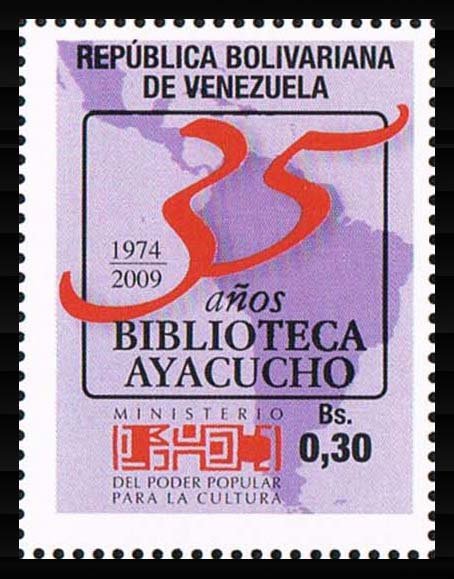 REPÚBLICA BOLIVARIANA
DE VENEZUELA
35
1974
2009
años
BIBLIOTECA
AYACUCHO
MINISTERIO
DEL PODER POPULAR
PARA LA CULTURA
Bs.
0,30